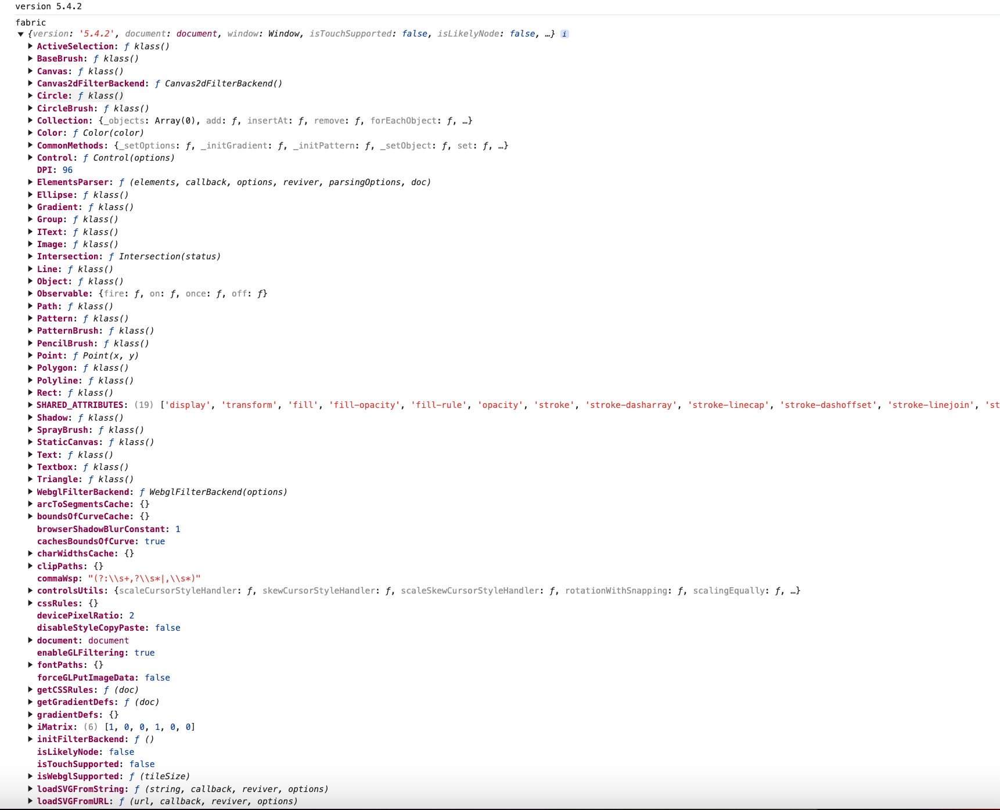 version 5.4.2
fabric
▼ {version: '5.4.2', document: document, window: Window, isTouchSupported: false, isLikelyNode: false, …} i
▶ ActiveSelection: ƒ klass()
▶ BaseBrush: ƒ klass()
▶ Canvas: ƒ klass()
▶ Canvas2dFilterBackend: ƒ Canvas2dFilterBackend()
▶ Circle: ƒ klass()
▶ CircleBrush: ƒ klass()
▶ Collection: {_objects: Array(0), add: ƒ, insertAt: ƒ, remove: ƒ, forEachObject: ƒ, …}
▶ Color: ƒ Color(color)
▶ CommonMethods: {_setOptions: ƒ, _initGradient: ƒ, _initPattern: ƒ, _setObject: ƒ, set: ƒ, …}
▶ Control: ƒ Control(options)
DPI: 96
▶ ElementsParser: ƒ (elements, callback, options, reviver, parsingOptions, doc)
▶ Ellipse: ƒ klass()
▶ Gradient: ƒ klass()
▶ Group: ƒ klass()
▶ IText: ƒ klass()
▶ Image: ƒ klass()
▶ Intersection: ƒ Intersection(status)
▶ Line: ƒ klass()
▶ Object: ƒ klass()
▶ Observable: {fire: ƒ, on: ƒ, once: ƒ, off: ƒ}
▶ Path: ƒ klass()
▶ Pattern: ƒ klass()
▶ PatternBrush: ƒ klass()
▶ PencilBrush: ƒ klass()
▶ Point: ƒ Point(x, y)
▶ Polygon: ƒ klass()
▶ Polyline: ƒ klass()
▶ Rect: ƒ klass()
▶ SHARED_ATTRIBUTES: (19) ['display', 'transform', 'fill', 'fill-opacity', 'fill-rule', 'opacity', 'stroke', 'stroke-dasharray', 'stroke-linecap', 'stroke-dashoffset', 'stroke-linejoin', 'st
▶ Shadow: ƒ klass()
▶ SprayBrush: ƒ klass()
▶ StaticCanvas: ƒ klass()
▶ Text: ƒ klass()
▶ Textbox: ƒ klass()
▶ Triangle: ƒ klass()
▶ WebglFilterBackend: ƒ WebglFilterBackend(options)
▶ arcToSegmentsCache: {}
▶ boundsOfCurveCache: {}
browserShadowBlurConstant: 1
cachesBoundsOfCurve: true
▶ charWidthsCache: {}
▶ clipPaths: {}
commaWsp: "(?:\\s+,?\\s*|,\\s*)"
▶ controlsUtils: {scaleCursorStyleHandler: ƒ, skewCursorStyleHandler: ƒ, scaleSkewCursorStyleHandler: ƒ, rotationWithSnapping: ƒ, scalingEqually: ƒ, …}
▶ cssRules: {}
devicePixelRatio: 2
disableStyleCopyPaste: false
▶ document: document
enableGLFiltering: true
▶ fontPaths: {}
forceGLPutImageData: false
▶ getCSSRules: ƒ (doc)
▶ getGradientDefs: ƒ (doc)
▶ gradientDefs: {}
▶ iMatrix: (6) [1, 0, 0, 1, 0, 0]
▶ initFilterBackend: ƒ ()
isLikelyNode: false
isTouchSupported: false
▶ isWebglSupported: ƒ (tileSize)
▶ loadSVGFromString: ƒ (string, callback, reviver, options)
▶ loadSVGFromURL: ƒ (url, callback, reviver, options)